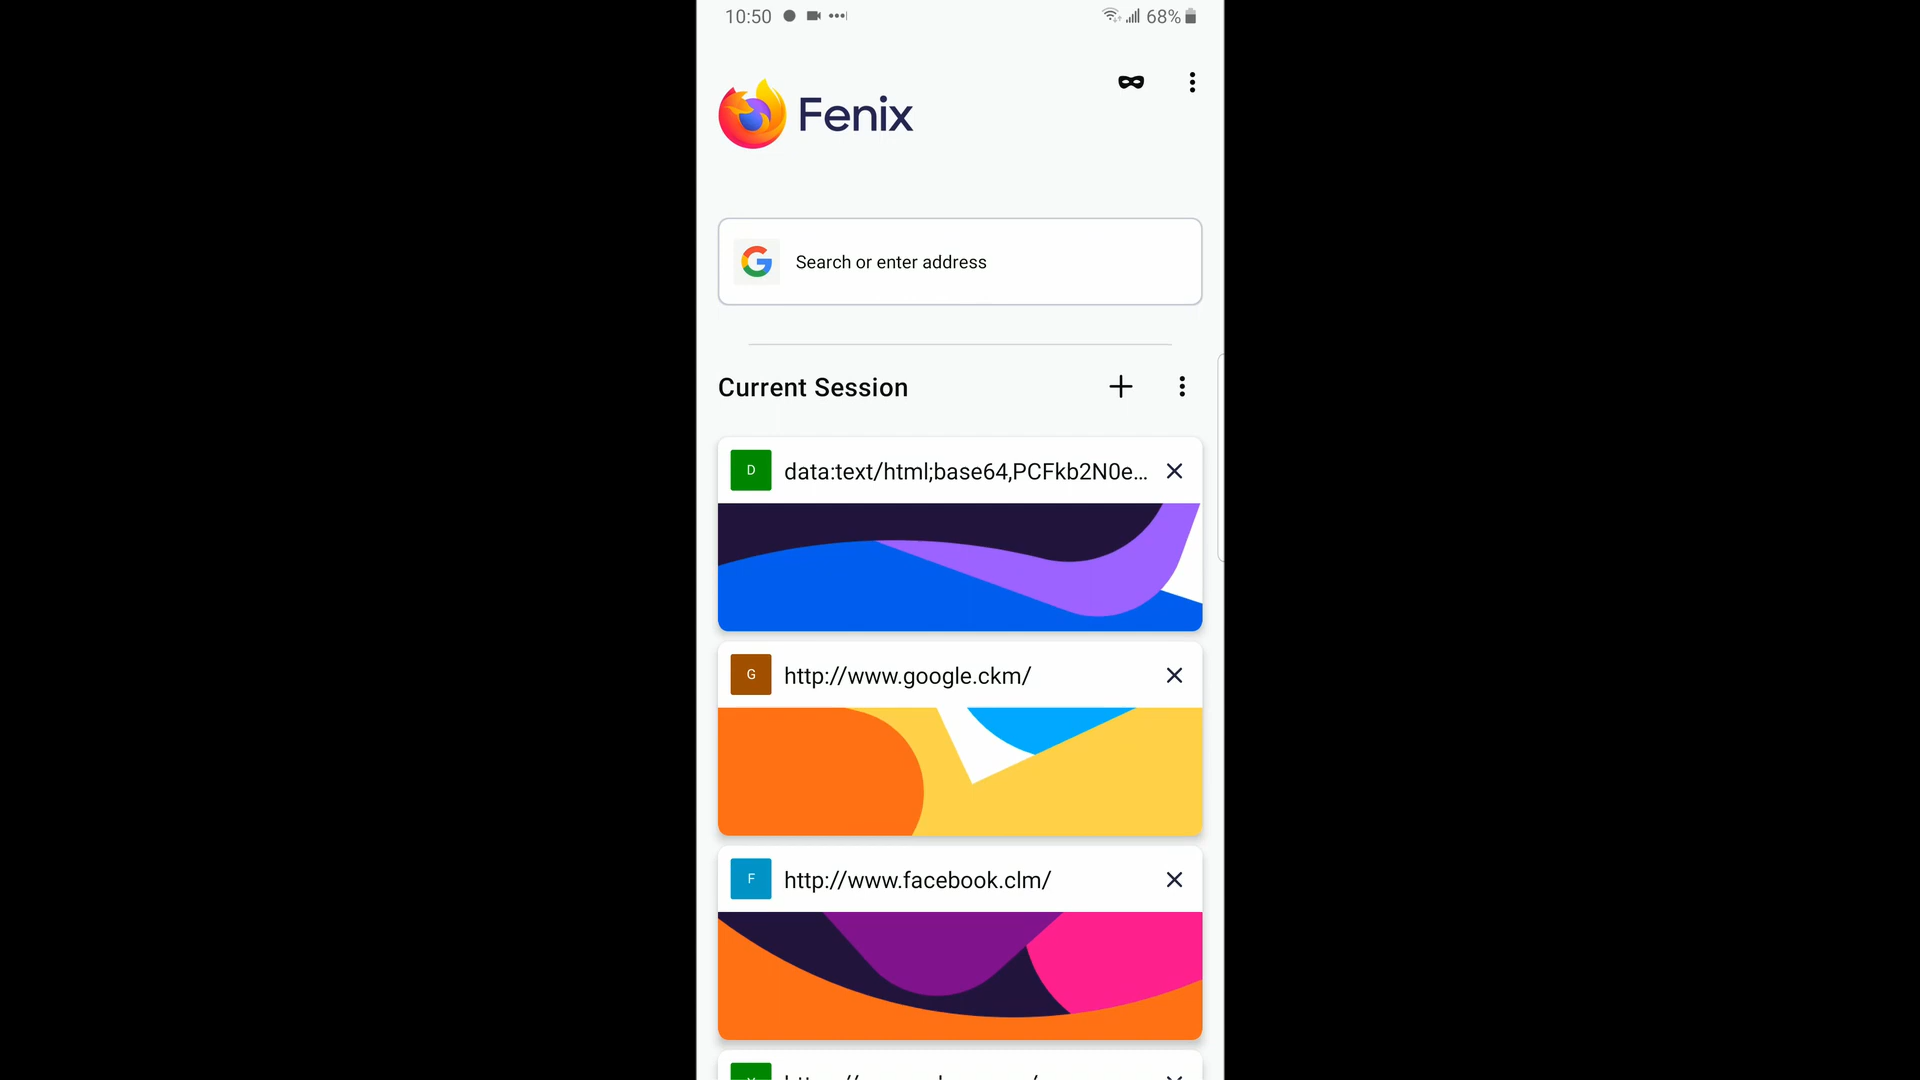 10:50
68%
Fenix
Search or enter address
Current Session
D
data:text/html;base64,PCFkb2N0e...
G
http://www.google.ckm/
F
http://www.facebook.clm/